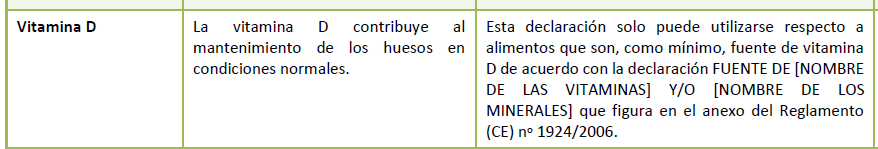 Vitamina D
La vitamina D contribuye al
mantenimiento de los huesos en
condiciones normales.
Esta declaración solo puede utilizarse respecto a
alimentos que son, como mínimo, fuente de vitamina
D de acuerdo con la declaración FUENTE DE [NOMBRE
DE LAS VITAMINAS] Y/O [NOMBRE DE LOS
MINERALES] que figura en el anexo del Reglamento
(CE) nº 1924/2006.